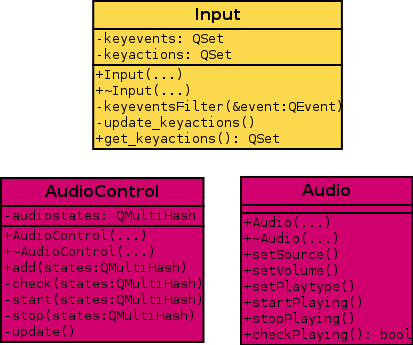 Input
-keyevents: QSet
-keyactions: QSet
+Input(...)
+~Input(...)
-keyeventsFilter(&event:QEvent)
-update_keyactions()
+get_keyactions(): QSet
AudioControl
-audiostates: QMultiHash
+AudioControl(...)
+~AudioControl(...)
+add(states:QMultiHash)
-check(states:QMultiHash)
-start(states:QMultiHash)
-stop(states:QMultiHash)
-update()
Audio
+Audio(...)
+~Audio(...)
+setSource()
+setVolume()
+setPlaytype()
+startPlaying()
+stopPlaying()
+checkPlaying(): bool